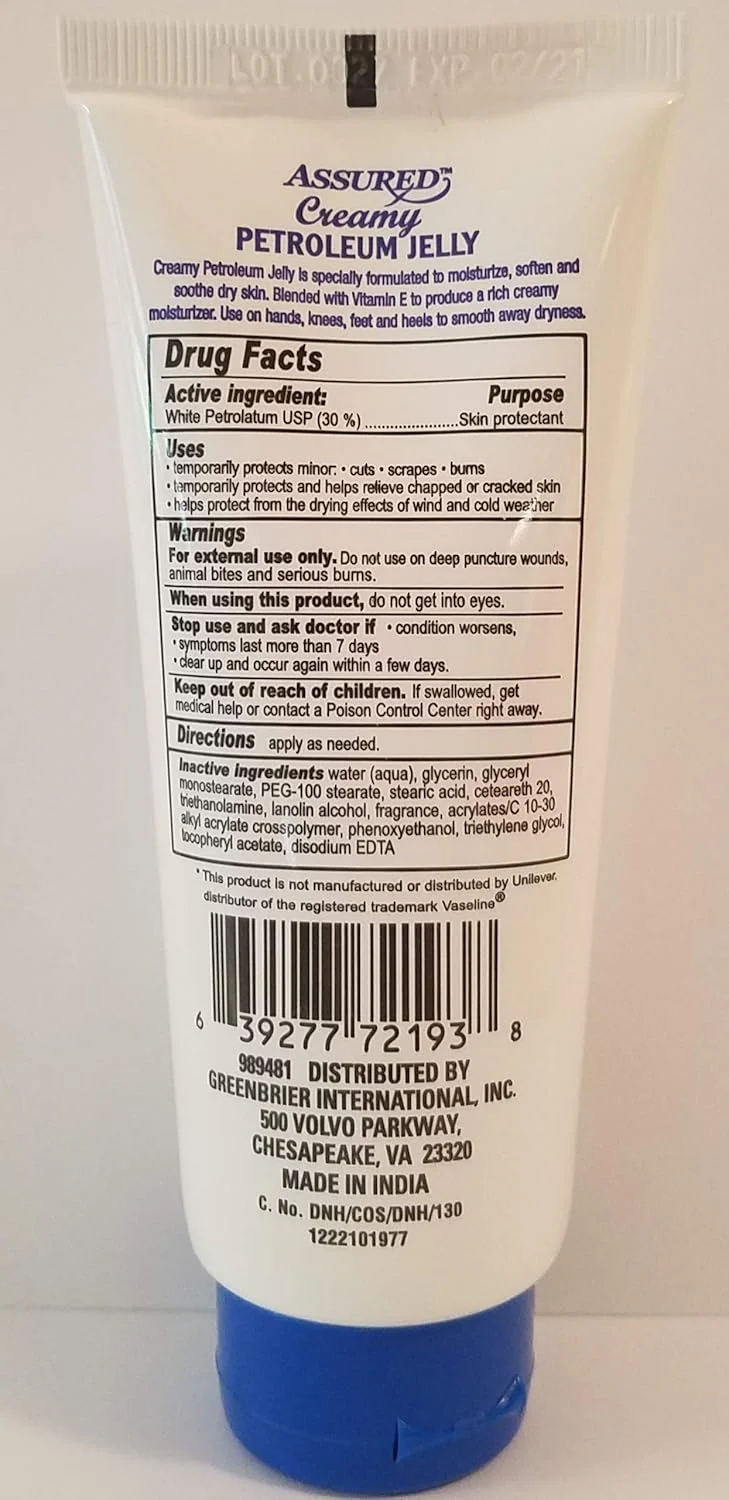 ASSURED™
Creamy
PETROLEUM JELLY
Creamy Petroleum Jelly is specially formulated to moisturize, soften and
soothe dry skin. Blended with Vitamin E to produce a rich creamy
moisturizer. Use on hands, knees, feet and heels to smooth away dryness.
Drug Facts
Active ingredient: Purpose
White Petrolatum USP (30 %).....................Skin protectant
Uses
• temporarily protects minor: • cuts • scrapes • burns
• temporarily protects and helps relieve chapped or cracked skin
• helps protect from the drying effects of wind and cold weather
Warnings
For external use only. Do not use on deep puncture wounds,
animal bites and serious burns.
When using this product, do not get into eyes.
Stop use and ask doctor if • condition worsens,
• symptoms last more than 7 days
• clear up and occur again within a few days.
Keep out of reach of children. If swallowed, get
medical help or contact a Poison Control Center right away.
Directions apply as needed.
Inactive ingredients water (aqua), glycerin, glyceryl
monostearate, PEG-100 stearate, stearic acid, ceteareth 20,
triethanolamine, lanolin alcohol, fragrance, acrylates/C 10-30
alkyl acrylate crosspolymer, phenoxyethanol, triethylene glycol,
tocopheryl acetate, disodium EDTA
* This product is not manufactured or distributed by Unilever.
distributor of the registered trademark Vaseline®
6 39277 72193 8
989481 DISTRIBUTED BY
GREENBRIER INTERNATIONAL, INC.
500 VOLVO PARKWAY,
CHESAPEAKE, VA 23320
MADE IN INDIA
C. No. DNH/COS/DNH/130
1222101977